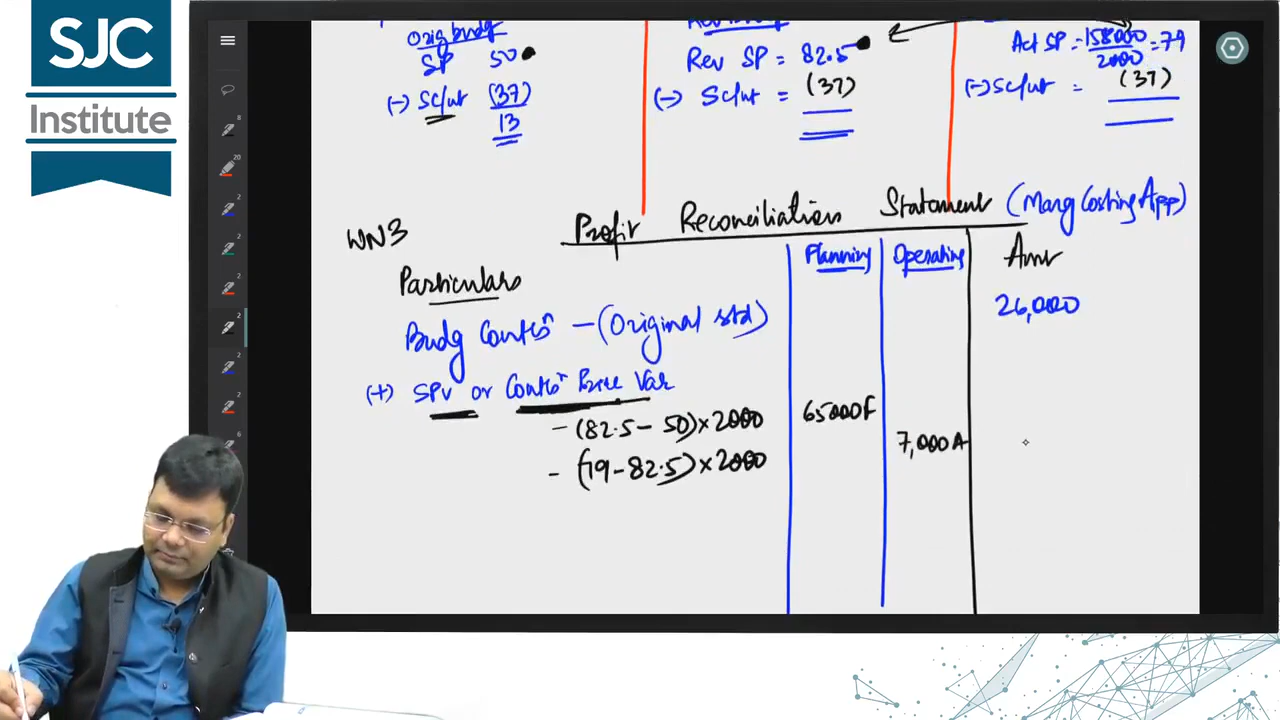 SJC
Institute
Orig budg
SP 50
(-) Sc/ut (37)
13
Rev SP = 82.5
(-) Sc/ut = (37)
Act SP = 158000/2000 = 79
(-) Sc/ut = (37)
WN3
Profit Reconciliation Statement (Marg Costing App)
Particulars Planning Operating Amt
Budg Contbn – (Original std) 26,000
(+) SPV or Contbn Price Var
– (82.5 – 50) × 2000 65000F
– (79 – 82.5) × 2000 7,000A